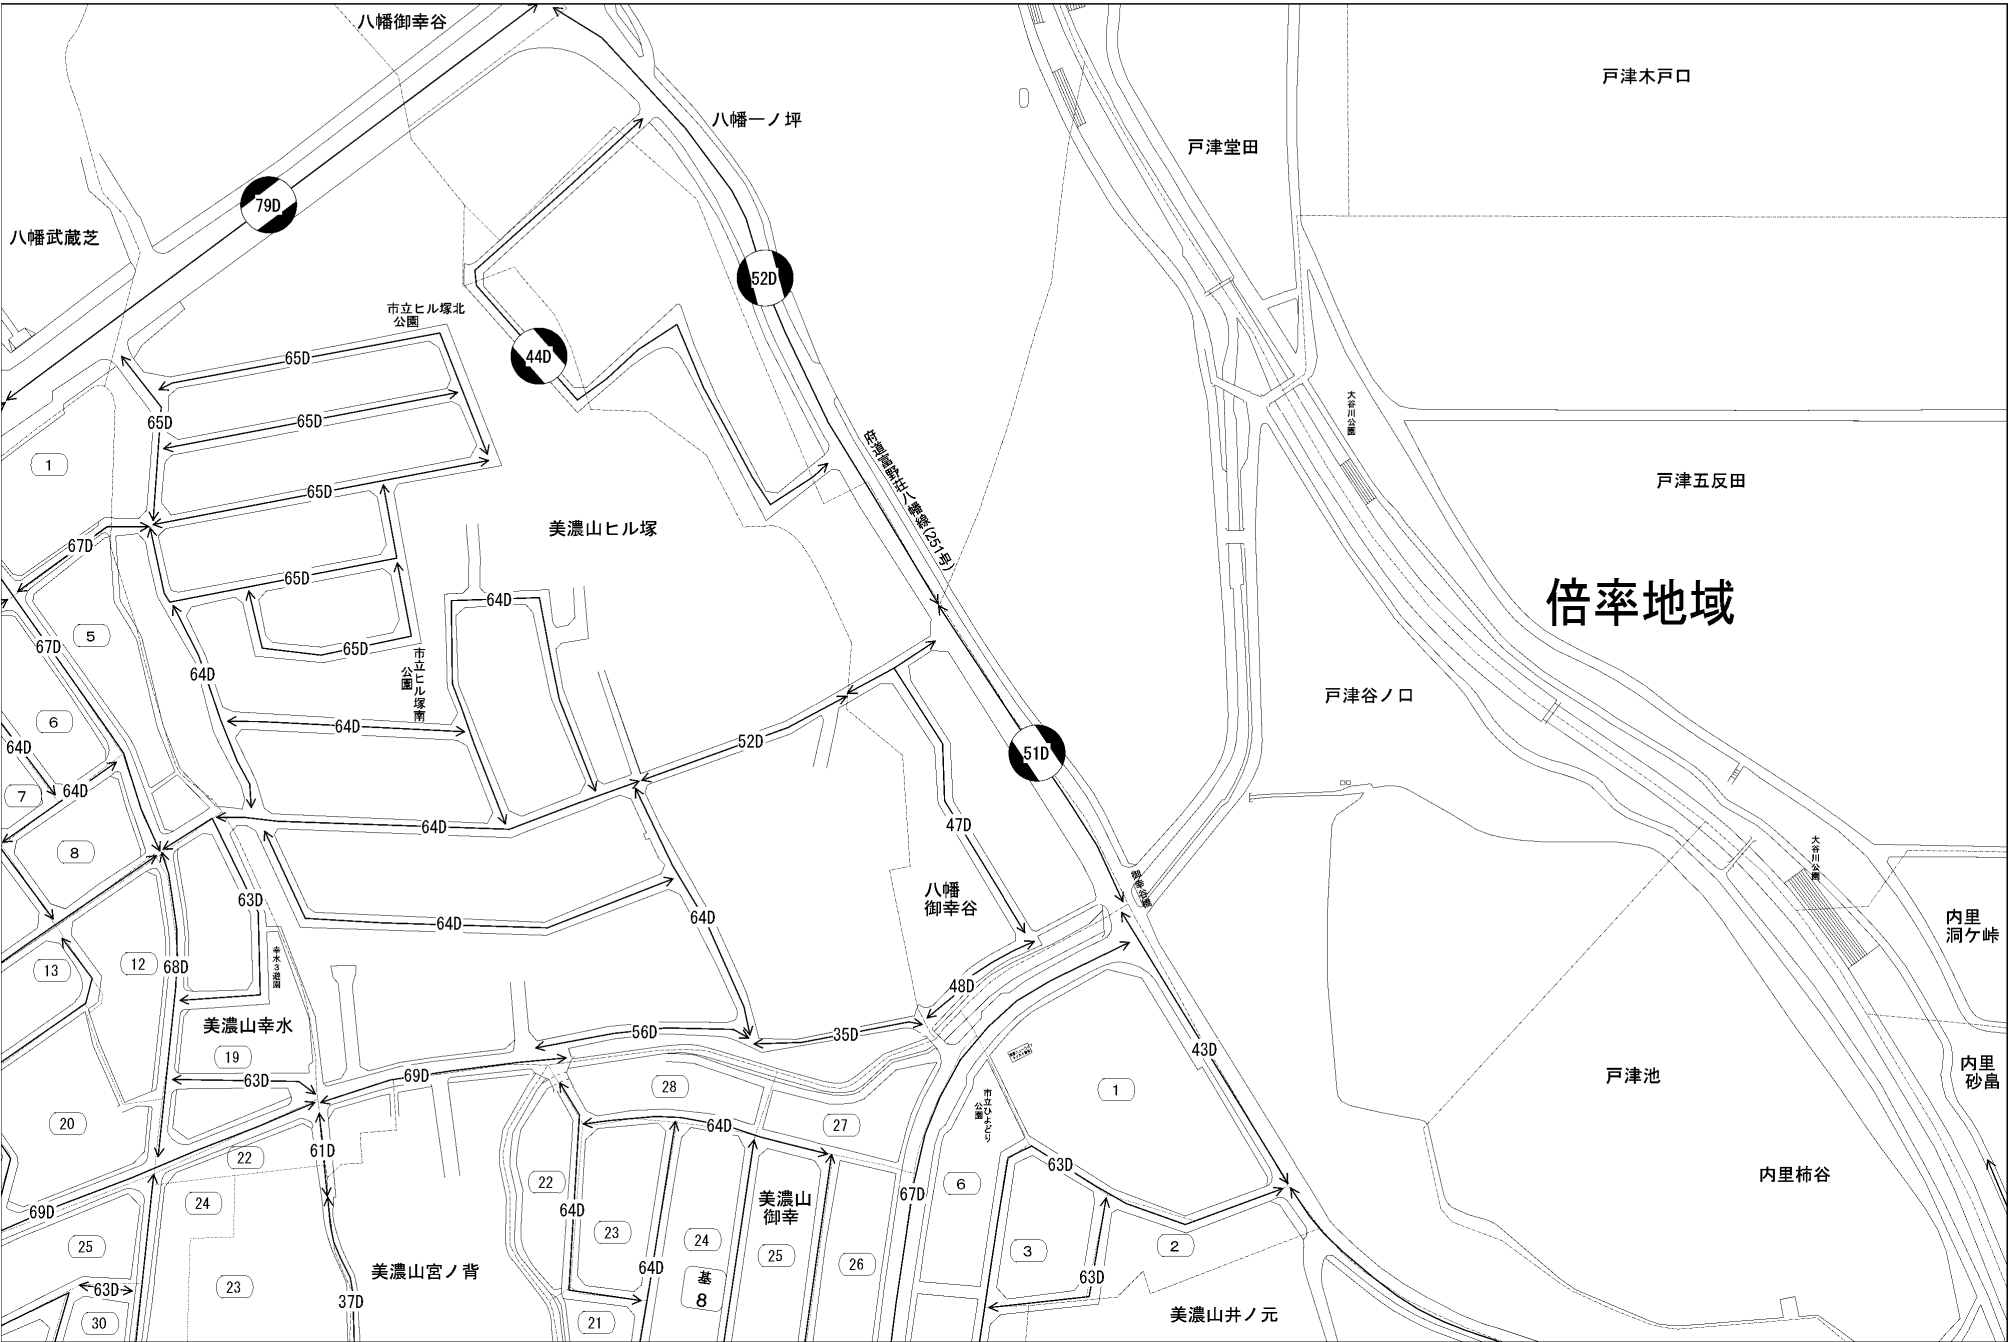 八幡御幸谷
戸津木戸口
八幡一ノ坪
戸津堂田
79D
八幡武蔵芝
52D
市立ヒル塚北
公園
44D
65D
65D
65D
大谷川公園
1
府道富野荘八幡線(251号)
65D
戸津五反田
美濃山ヒル塚
67D
65D
64D
倍率地域
5
67D
65D
市立ヒル塚南
公園
64D
戸津谷ノ口
6
64D
64D
52D
51D
7
64D
64D
47D
8
大谷川公園
八幡
御幸谷
御幸谷橋
63D
64D
64D
内里
洞ケ峠
幸水3遊園
13
12
68D
48D
美濃山幸水
56D
35D
19
43D
69D
63D
28
1
戸津池
内里
砂畠
市立ひよどり
公園
20
64D
27
61D
22
63D
内里柿谷
22
6
67D
24
69D
64D
23
美濃山
御幸
24
25
25
3
2
26
美濃山宮ノ背
64D
63D
基
8
63D
23
37D
美濃山井ノ元
30
21